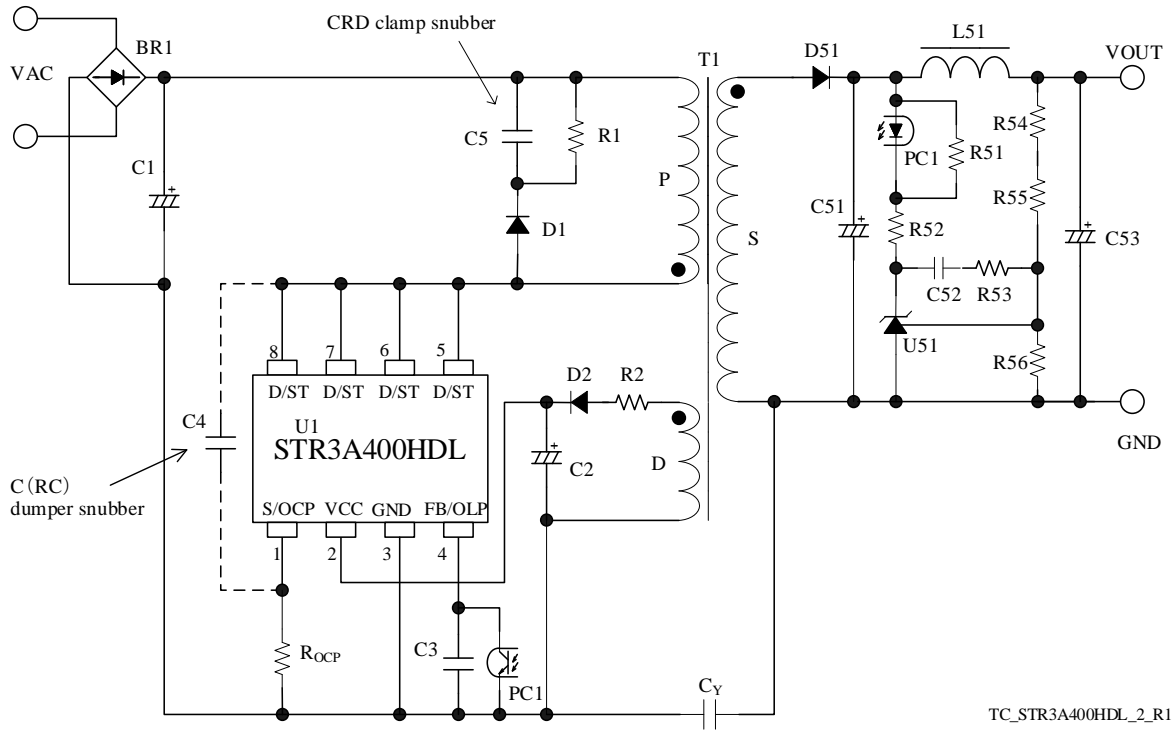 CRD clamp snubber
L51
VAC
BR1
T1
D51
VOUT
C1
+
C5
R1
P
S
D1
C51
+
PC1
R51
R52
C52
R53
U51
R54
R55
R56
C53
+
GND
8
7
6
5
D/ST
D/ST
D/ST
D/ST
U1
STR3A400HDL
S/OCP
VCC
GND
FB/OLP
1
2
3
4
C4
C(RC)
dumper snubber
D2
R2
C2
+
D
ROCP
C3
PC1
CY
TC_STR3A400HDL_2_R1